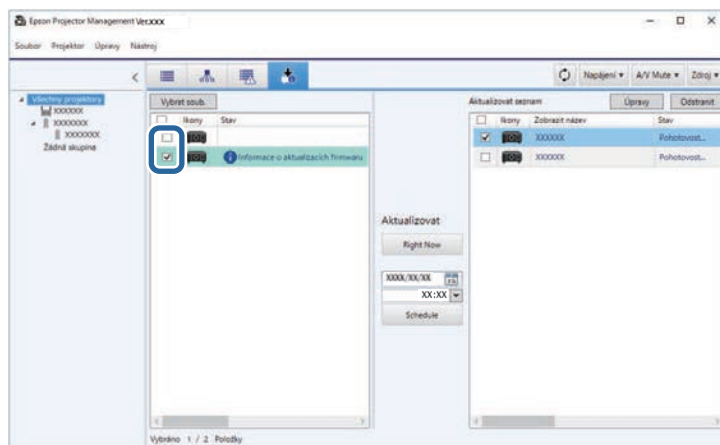 Epson Projector Management Ver.XXX
Soubor Projektor Úpravy Nástroj
Napájení A/V Mute Zdroj
Všechny projektory
XXXXXX
XXXXXXX
XXXXXXX
Žádná skupina
Vybrat soub.
Ikony Stav
Informace o aktualizacích firmwaru
Aktualizovat
Right Now
XXXX/XX/XX
XX:XX
Schedule
Aktualizovat seznam Úpravy Odstranit
Ikony Zobrazit název Stav
XXXXXX Pohotovost...
XXXXXX Pohotovost...
Vybráno 1 / 2 Položky